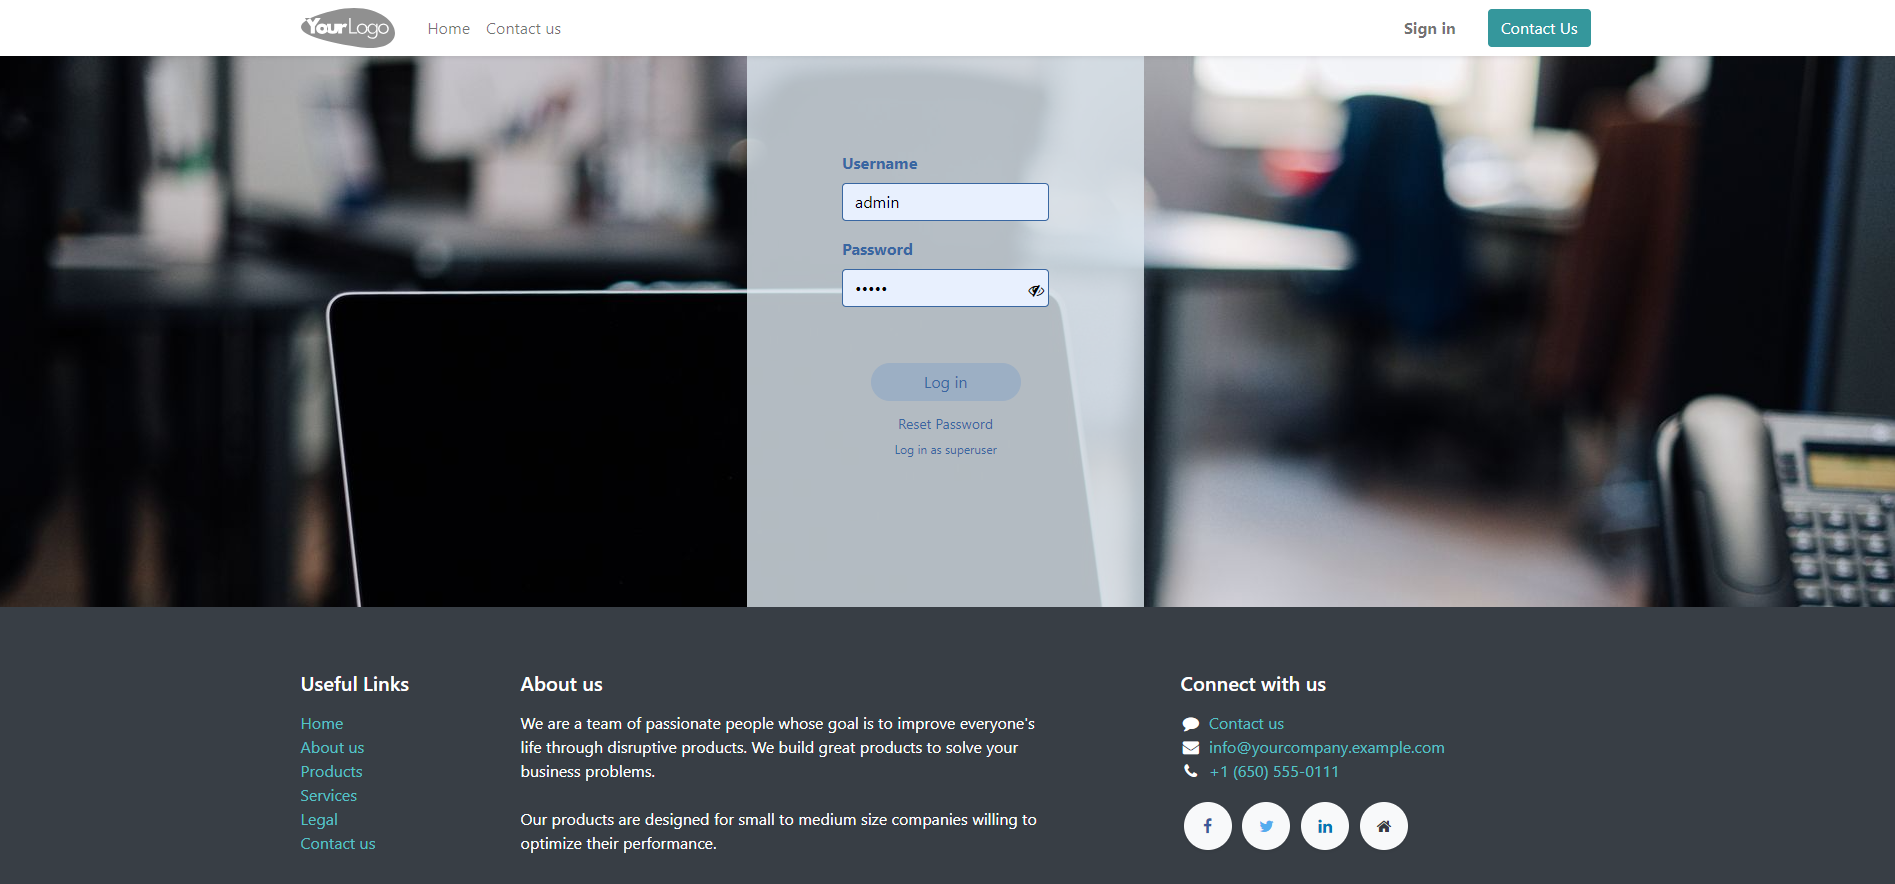 YourLogo
Home
Contact us
Sign in
Contact Us
Username
admin
Password
•••••
Log in
Reset Password
Log in as superuser
Useful Links
Home
About us
Products
Services
Legal
Contact us
About us
We are a team of passionate people whose goal is to improve everyone's
life through disruptive products. We build great products to solve your
business problems.
Our products are designed for small to medium size companies willing to
optimize their performance.
Connect with us
Contact us
info@yourcompany.example.com
+1 (650) 555-0111